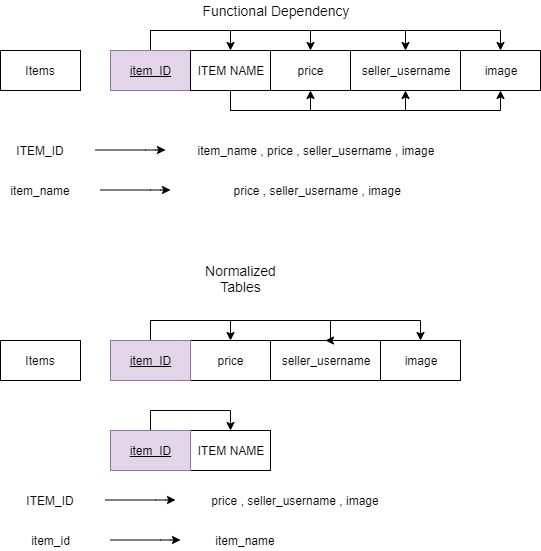 Functional Dependency
Items item_ID ITEM NAME price seller_username image
ITEM_ID item_name , price , seller_username , image
item_name price , seller_username , image
Normalized
Tables
Items item_ID price seller_username image
item_ID ITEM NAME
ITEM_ID price , seller_username , image
item_id item_name